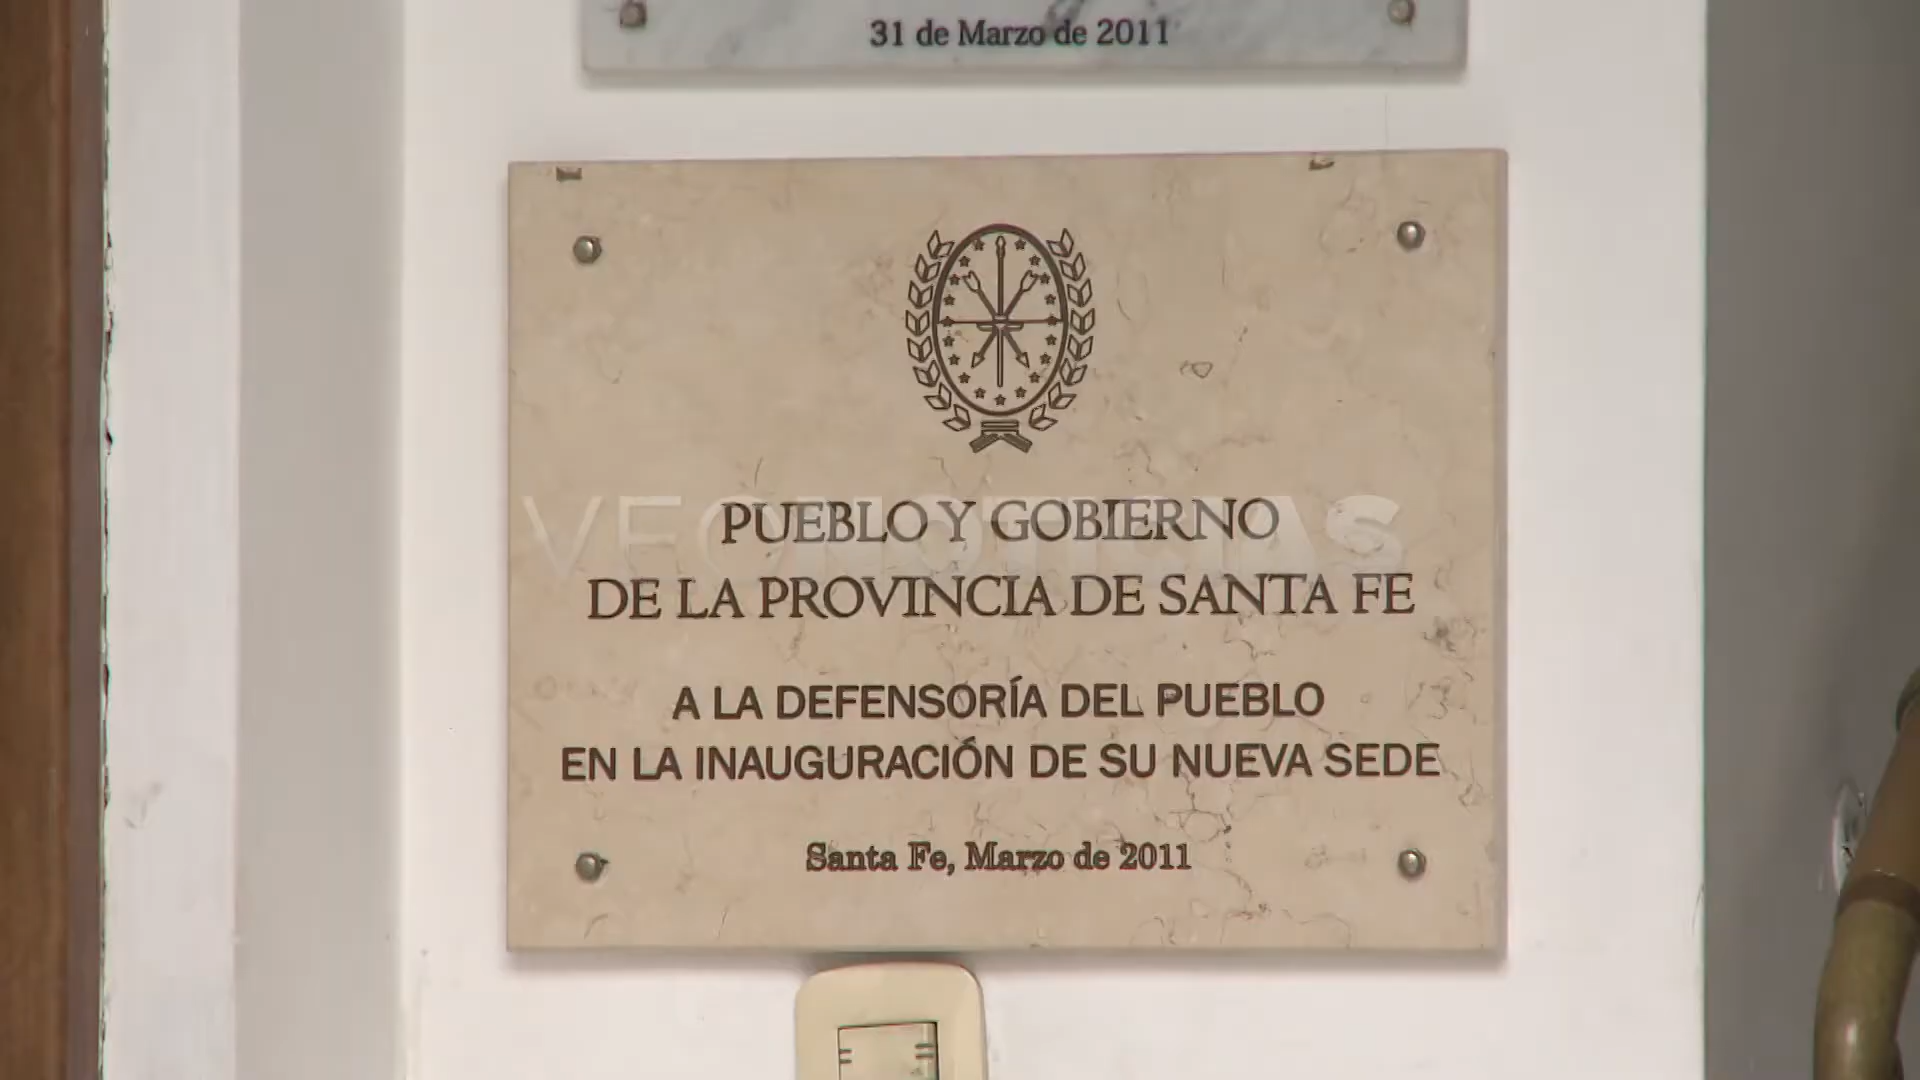 31 de Marzo de 2011
PUEBLO Y GOBIERNO
VEONOTICIAS
DE LA PROVINCIA DE SANTA FE
A LA DEFENSORÍA DEL PUEBLO
EN LA INAUGURACIÓN DE SU NUEVA SEDE
Santa Fe, Marzo de 2011